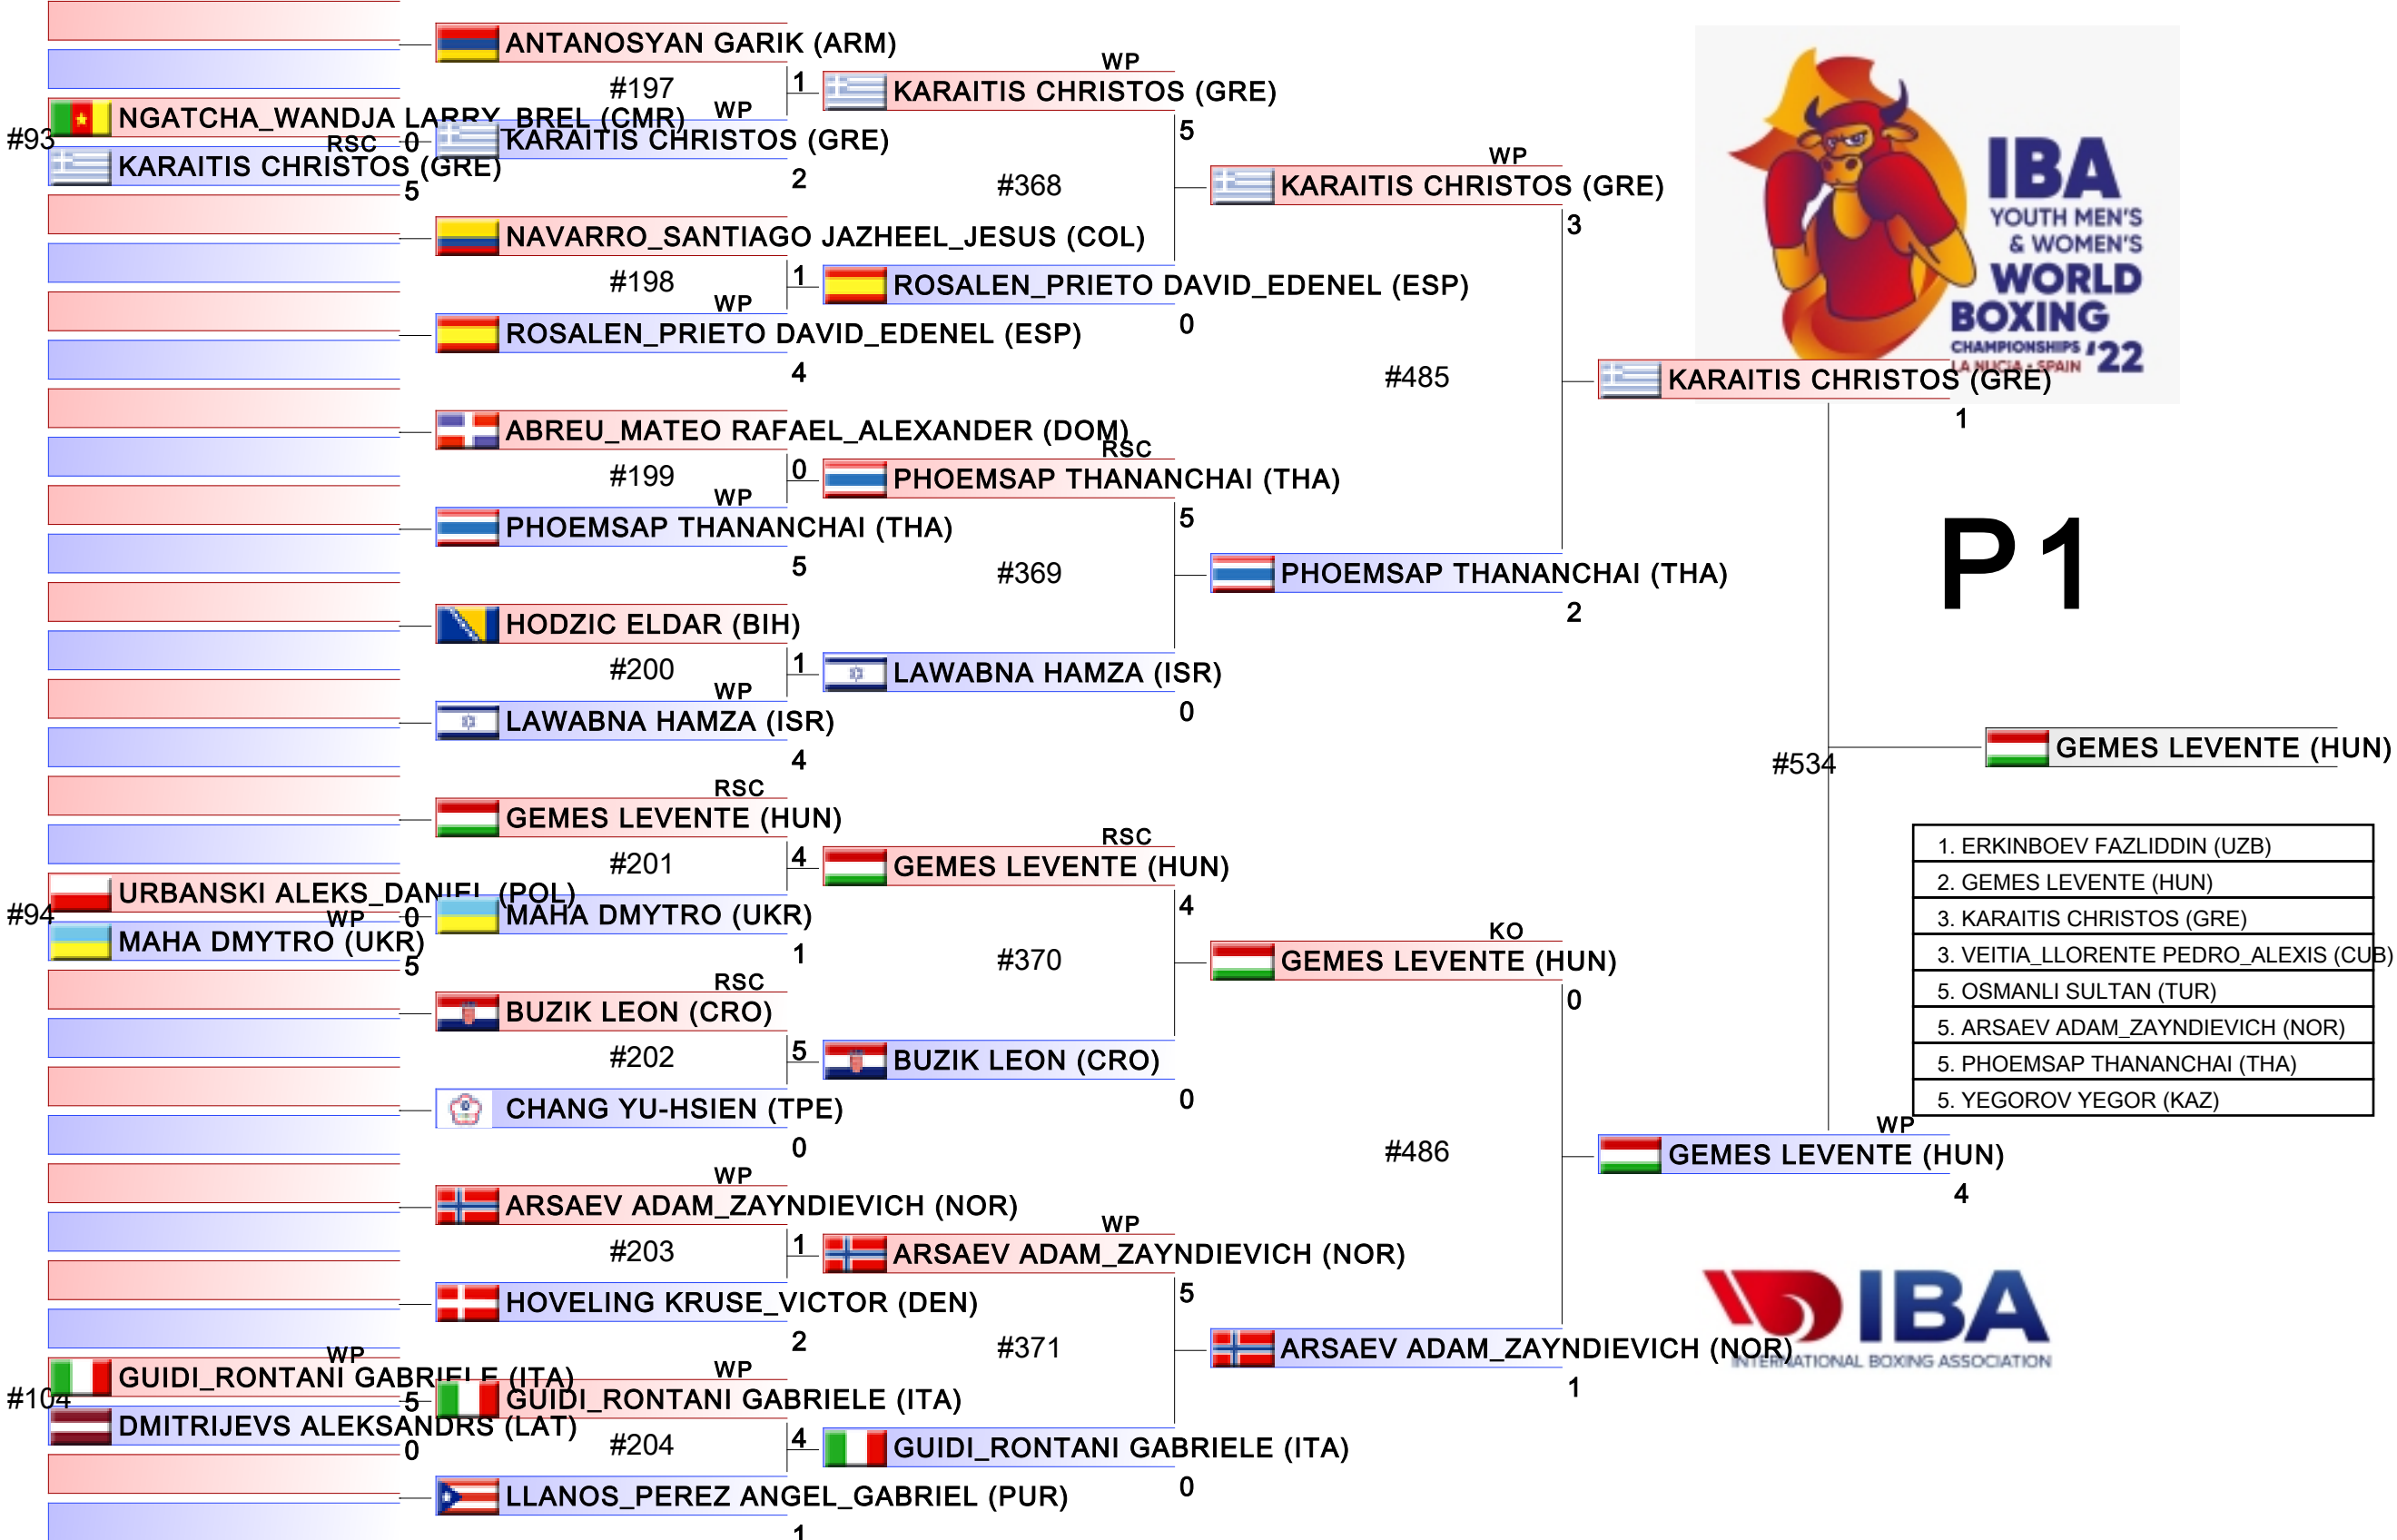 ANTANOSYAN GARIK (ARM)
#197
1
WP
KARAITIS CHRISTOS (GRE)
5
#93
NGATCHA_WANDJA LARRY_BREL (CMR)
0
RSC
KARAITIS CHRISTOS (GRE)
5
WP
KARAITIS CHRISTOS (GRE)
2
#368
WP
KARAITIS CHRISTOS (GRE)
3
NAVARRO_SANTIAGO JAZHEEL_JESUS (COL)
#198
1
ROSALEN_PRIETO DAVID_EDENEL (ESP)
0
WP
ROSALEN_PRIETO DAVID_EDENEL (ESP)
4
#485
KARAITIS CHRISTOS (GRE)
1
IBA
YOUTH MEN'S
& WOMEN'S
WORLD
BOXING
CHAMPIONSHIPS '22
LA NUCIA - SPAIN
P1
ABREU_MATEO RAFAEL_ALEXANDER (DOM)
#199
0
RSC
PHOEMSAP THANANCHAI (THA)
5
WP
PHOEMSAP THANANCHAI (THA)
5
#369
PHOEMSAP THANANCHAI (THA)
2
HODZIC ELDAR (BIH)
#200
1
LAWABNA HAMZA (ISR)
0
WP
LAWABNA HAMZA (ISR)
4
#534
GEMES LEVENTE (HUN)
RSC
GEMES LEVENTE (HUN)
#201
4
RSC
GEMES LEVENTE (HUN)
4
#94
URBANSKI ALEKS_DANIEL (POL)
0
WP
MAHA DMYTRO (UKR)
5
MAHA DMYTRO (UKR)
1
#370
KO
GEMES LEVENTE (HUN)
0
RSC
BUZIK LEON (CRO)
#202
5
BUZIK LEON (CRO)
0
CHANG YU-HSIEN (TPE)
0
#486
1. ERKINBOEV FAZLIDDIN (UZB)
2. GEMES LEVENTE (HUN)
3. KARAITIS CHRISTOS (GRE)
3. VEITIA_LLORENTE PEDRO_ALEXIS (CUB)
5. OSMANLI SULTAN (TUR)
5. ARSAEV ADAM_ZAYNDIEVICH (NOR)
5. PHOEMSAP THANANCHAI (THA)
5. YEGOROV YEGOR (KAZ)
WP
GEMES LEVENTE (HUN)
4
WP
ARSAEV ADAM_ZAYNDIEVICH (NOR)
#203
1
WP
ARSAEV ADAM_ZAYNDIEVICH (NOR)
5
HOVELING KRUSE_VICTOR (DEN)
2
#371
ARSAEV ADAM_ZAYNDIEVICH (NOR)
1
IBA
INTERNATIONAL BOXING ASSOCIATION
#104
WP
GUIDI_RONTANI GABRIELE (ITA)
5
DMITRIJEVS ALEKSANDRS (LAT)
0
WP
GUIDI_RONTANI GABRIELE (ITA)
#204
4
GUIDI_RONTANI GABRIELE (ITA)
0
LLANOS_PEREZ ANGEL_GABRIEL (PUR)
1